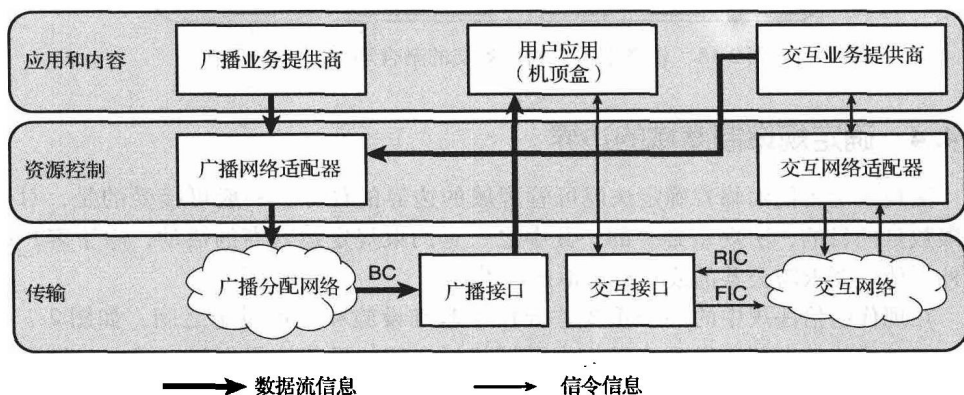 应用和内容
广播业务提供商
用户应用
（机顶盒）
交互业务提供商
资源控制
广播网络适配器
交互网络适配器
传输
广播分配网络
BC
广播接口
交互接口
RIC
FIC
交互网络
数据流信息
信令信息